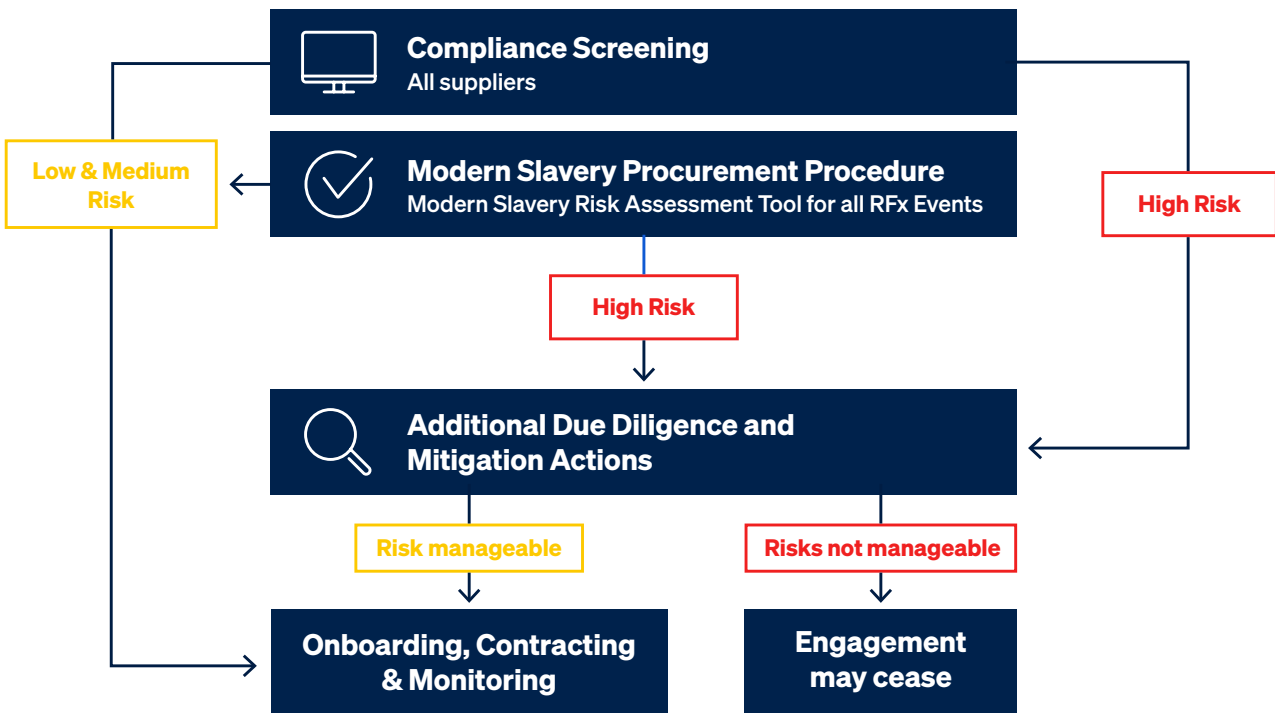 Compliance Screening
All suppliers
Low & Medium
Risk
Modern Slavery Procurement Procedure
Modern Slavery Risk Assessment Tool for all RFx Events
High Risk
High Risk
Additional Due Diligence and
Mitigation Actions
Risk manageable
Risks not manageable
Onboarding, Contracting
& Monitoring
Engagement
may cease